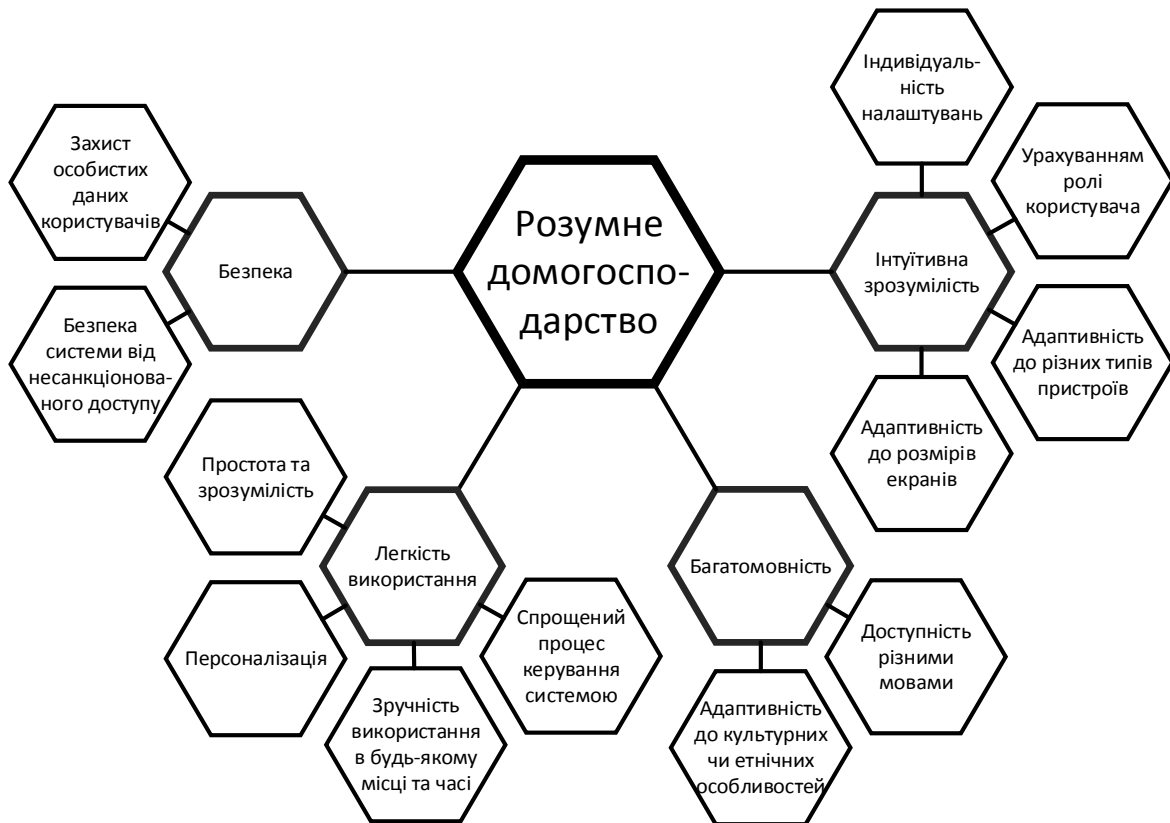 Розумне
домогоспо-
дарство
Безпека
Захист
особистих
даних
користувачів
Безпека
системи від
несанкціонова-
ного доступу
Інтуїтивна
зрозумілість
Індивідуаль-
ність
налаштувань
Урахуванням
ролі
користувача
Адаптивність
до різних типів
пристроїв
Адаптивність
до розмірів
екранів
Легкість
використання
Простота та
зрозумілість
Персоналізація
Зручність
використання
в будь-якому
місці та часі
Спрощений
процес
керування
системою
Багатомовність
Доступність
різними
мовами
Адаптивність
до культурних
чи етнічних
особливостей